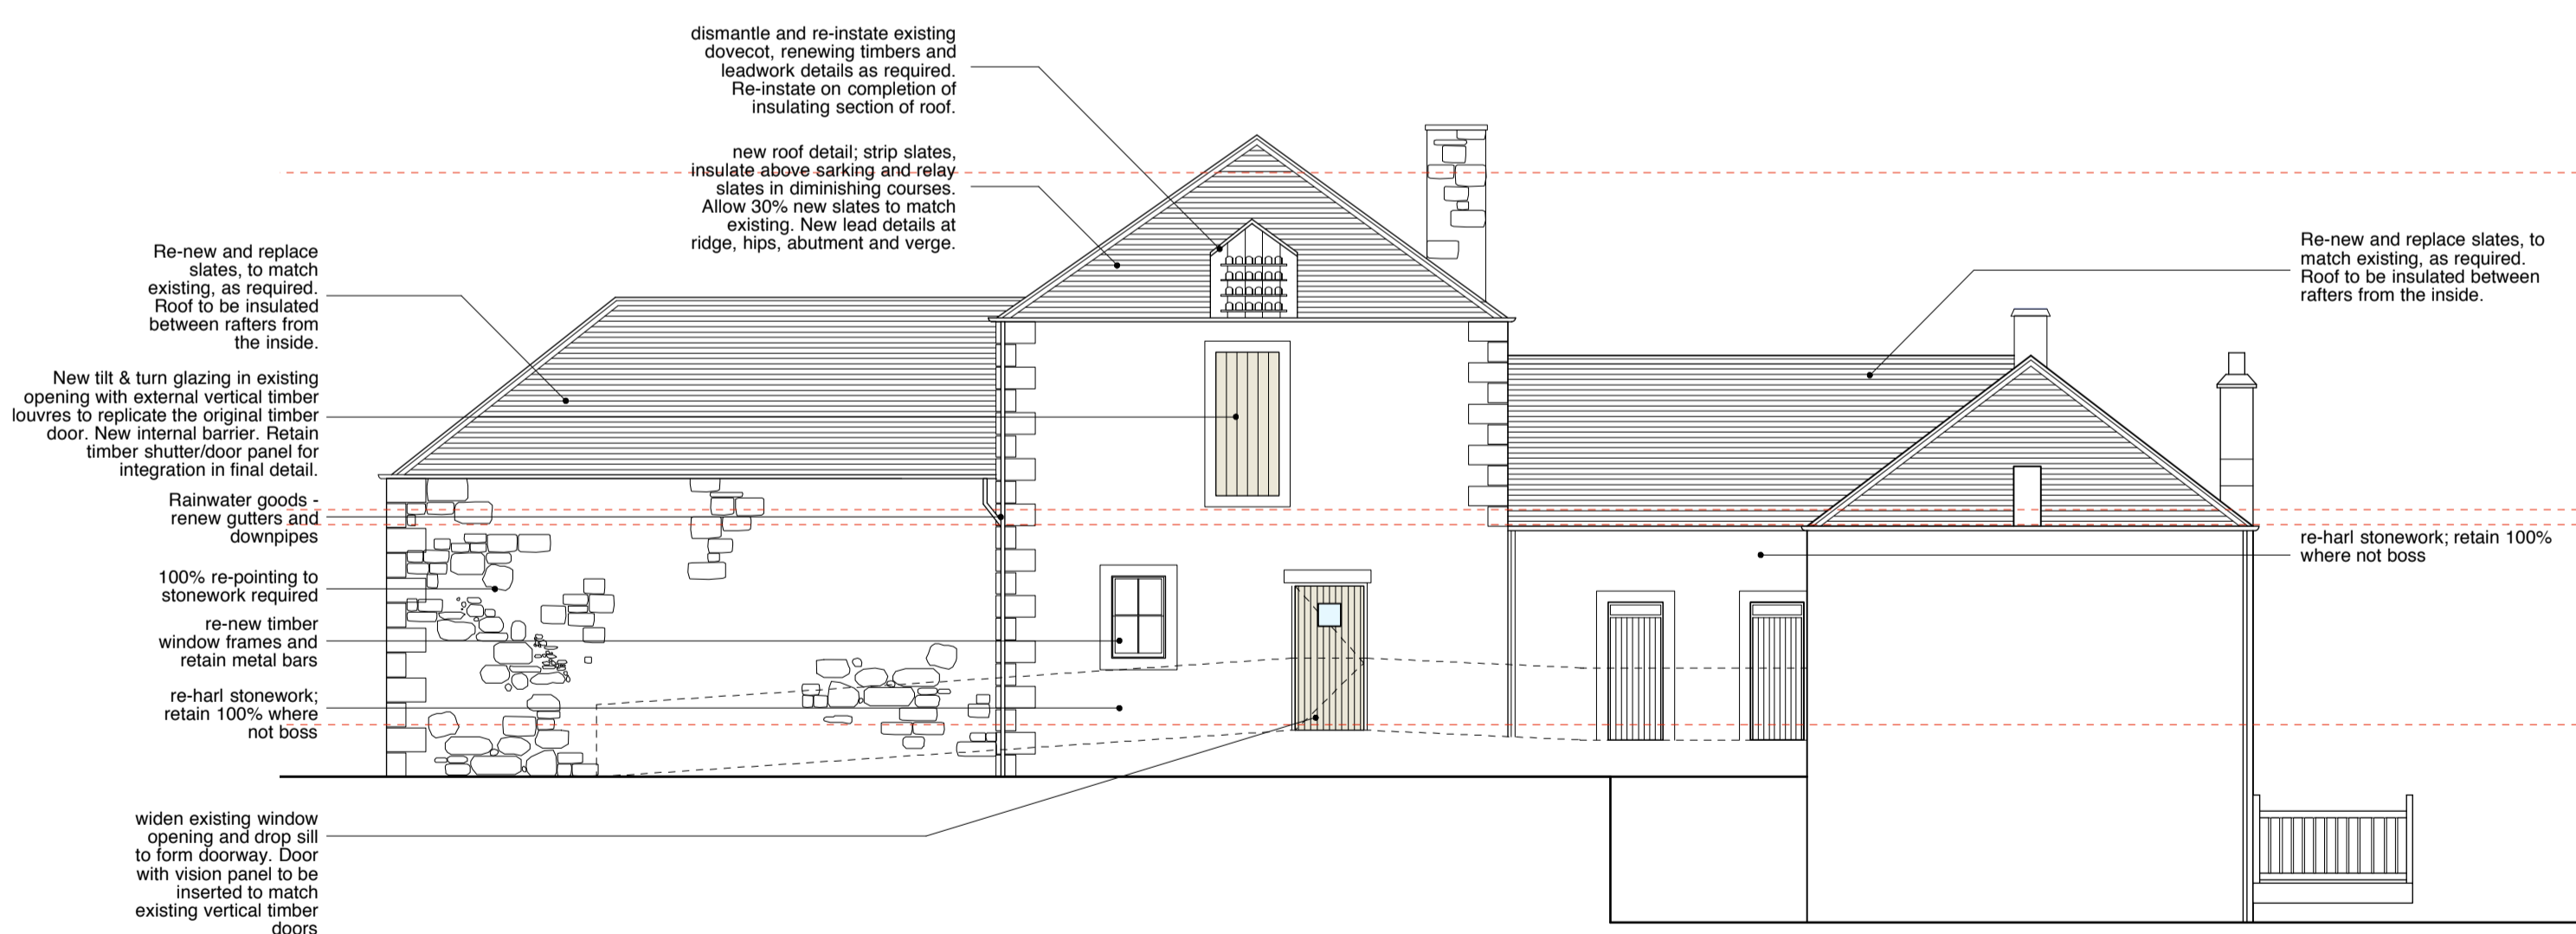 dismantle and re-instate existing
dovecot, renewing timbers and
leadwork details as required.
Re-instate on completion of
insulating section of roof.
new roof detail; strip slates,
insulate above sarking and relay
slates in diminishing courses.
Allow 30% new slates to match
existing. New lead details at
ridge, hips, abutment and verge.
Re-new and replace
slates, to match
existing, as required.
Roof to be insulated
between rafters from
the inside.
New tilt & turn glazing in existing
opening with external vertical timber
louvres to replicate the original timber
door. New internal barrier. Retain
timber shutter/door panel for
integration in final detail.
Rainwater goods -
renew gutters and
downpipes
100% re-pointing to
stonework required
re-new timber
window frames and
retain metal bars
re-harl stonework;
retain 100% where
not boss
widen existing window
opening and drop sill
to form doorway. Door
with vision panel to be
inserted to match
existing vertical timber
doors
Re-new and replace slates, to
match existing, as required.
Roof to be insulated between
rafters from the inside.
re-harl stonework; retain 100%
where not boss